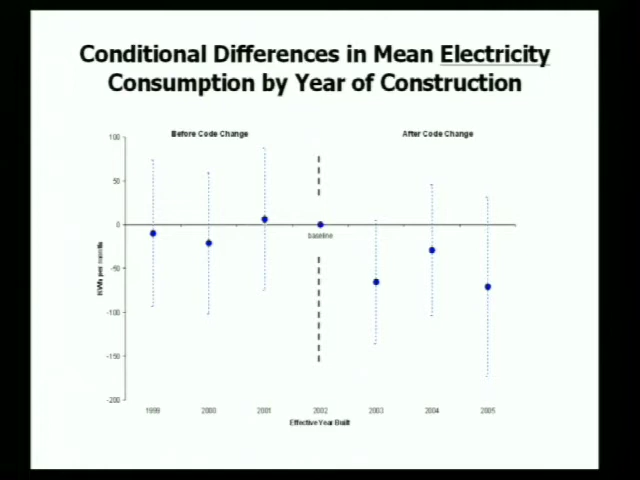 Conditional Differences in Mean Electricity
Consumption by Year of Construction
Before Code Change
After Code Change
100
50
0
-50
-100
-150
-200
KWh per month
baseline
1999
2000
2001
2002
2003
2004
2005
Effective Year Built